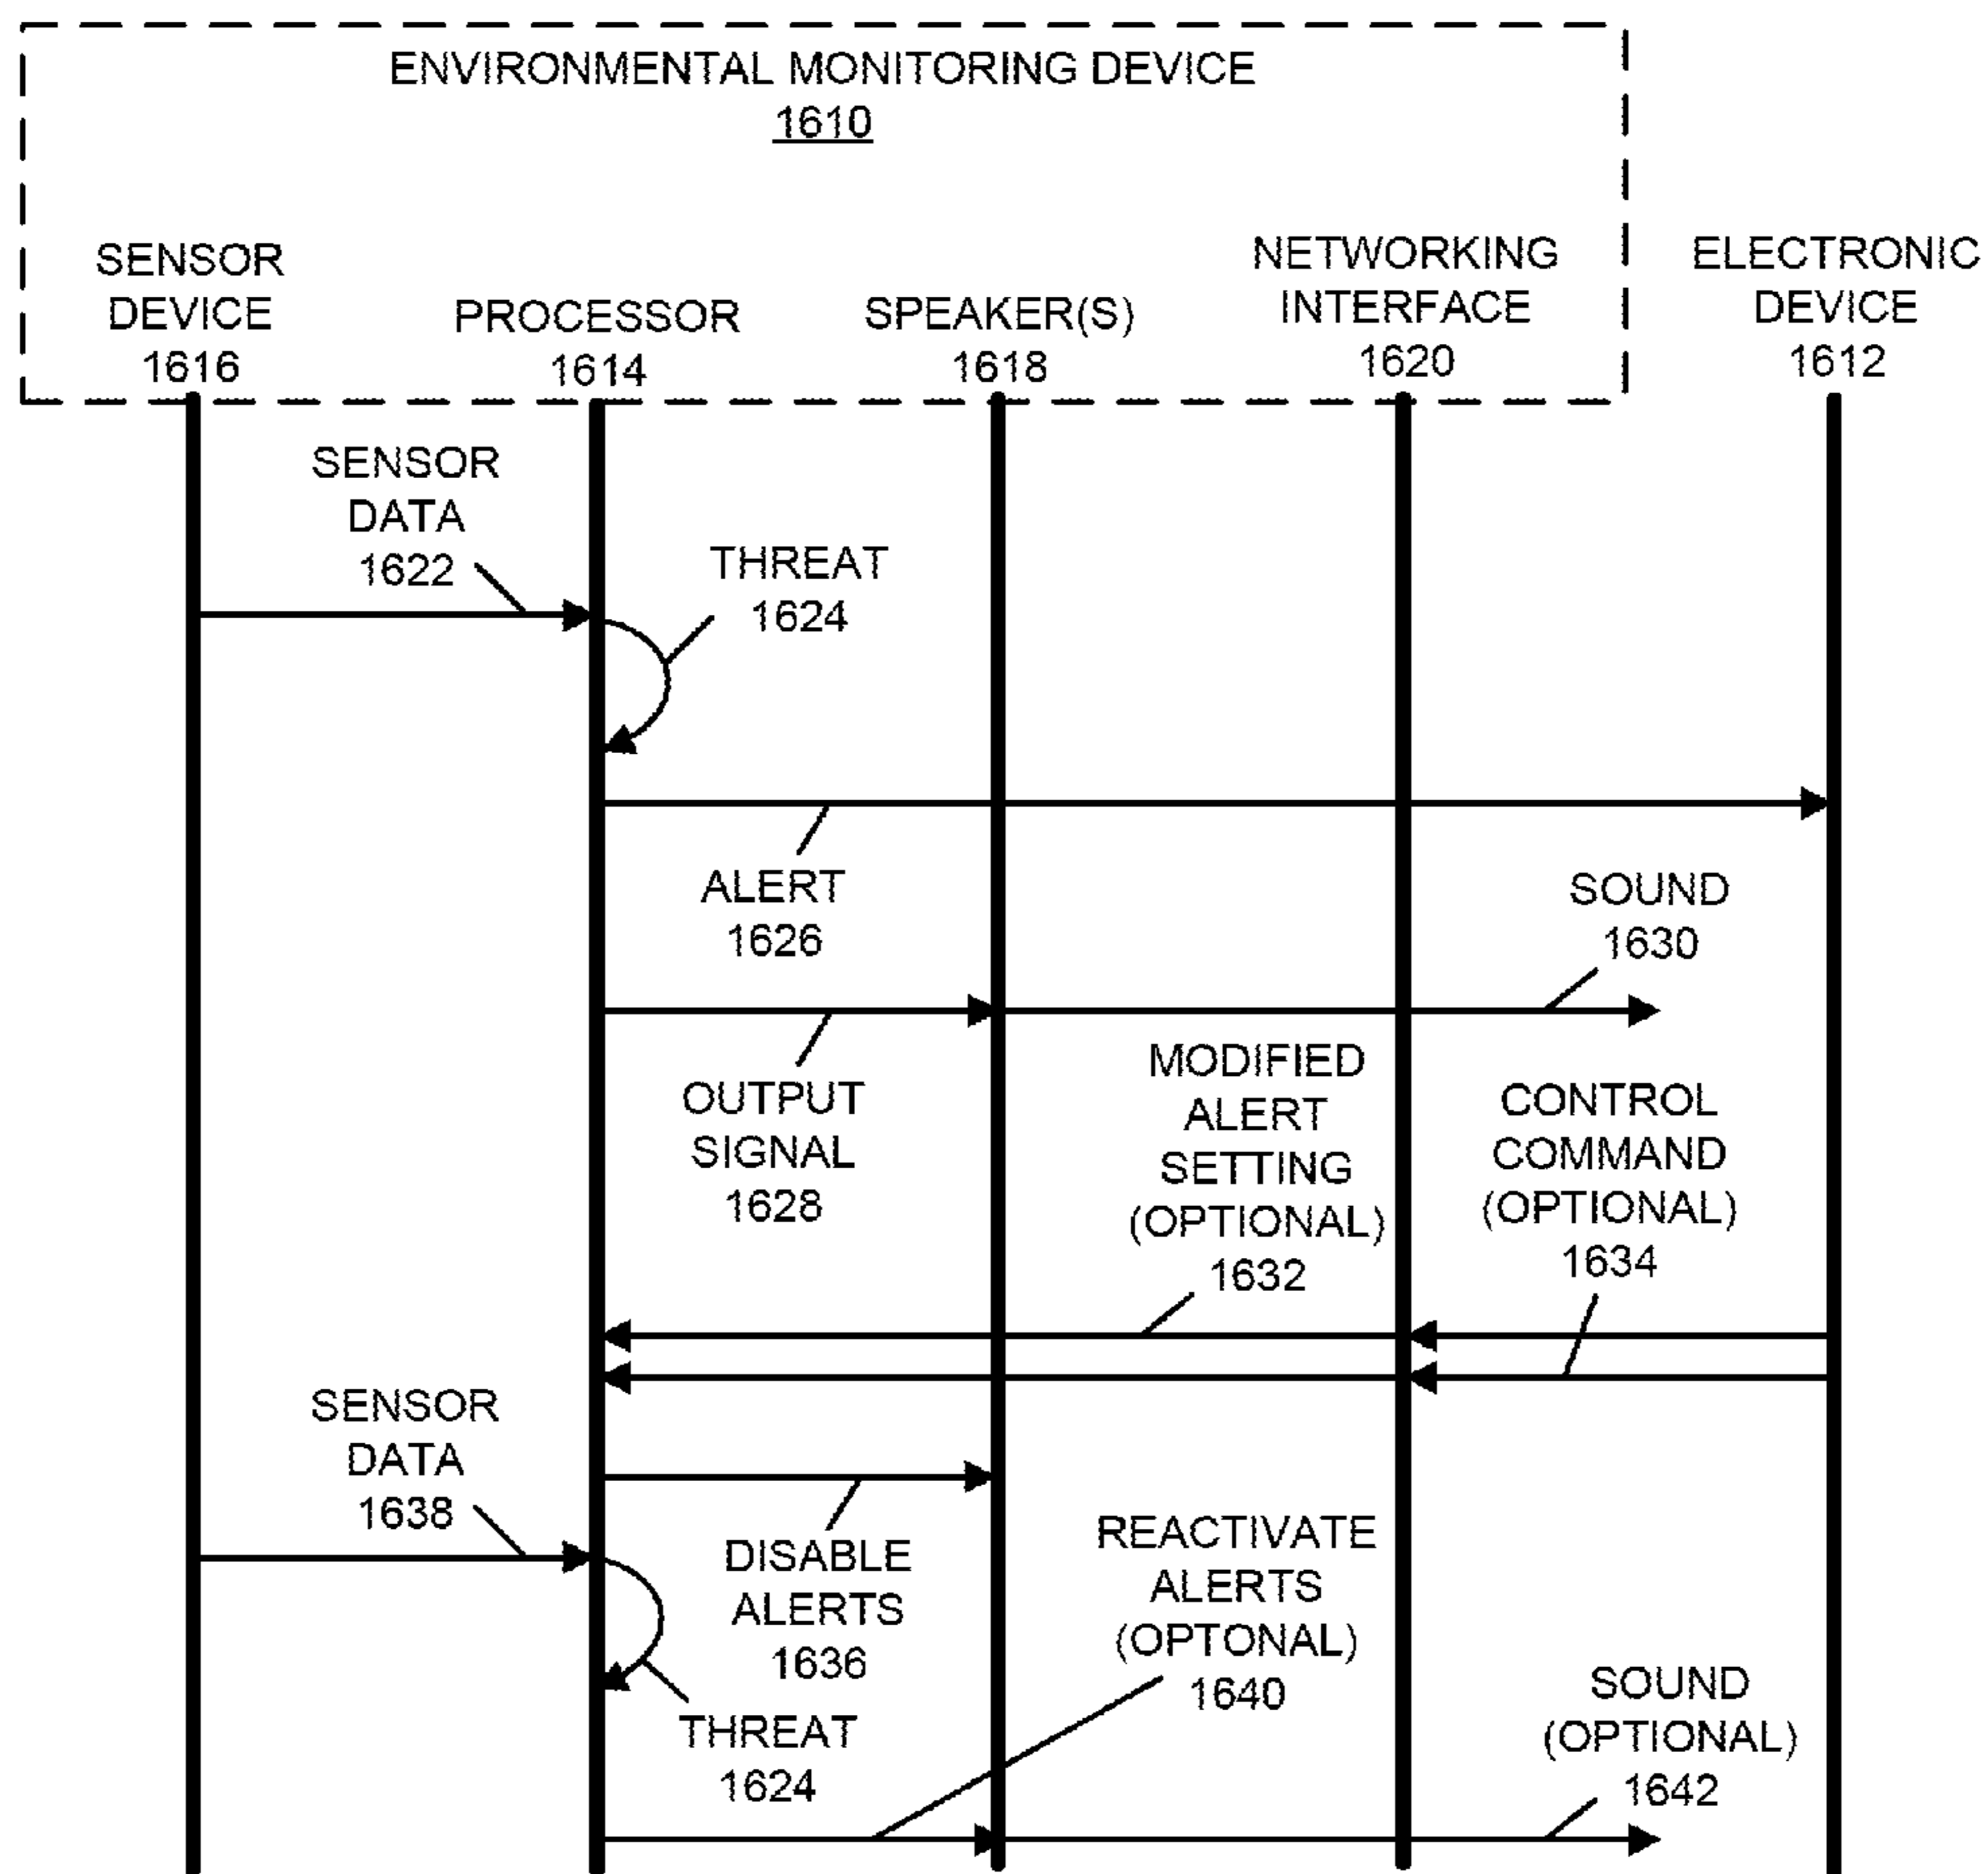 ENVIRONMENTAL MONITORING DEVICE
1610
SENSOR
DEVICE
1616
PROCESSOR
1614
SPEAKER(S)
1618
NETWORKING
INTERFACE
1620
ELECTRONIC
DEVICE
1612
SENSOR
DATA
1622
THREAT
1624
ALERT
1626
SOUND
1630
OUTPUT
SIGNAL
1628
MODIFIED
ALERT
SETTING
(OPTIONAL)
1632
CONTROL
COMMAND
(OPTIONAL)
1634
SENSOR
DATA
1638
DISABLE
ALERTS
1636
REACTIVATE
ALERTS
(OPTONAL)
1640
THREAT
1624
SOUND
(OPTIONAL)
1642